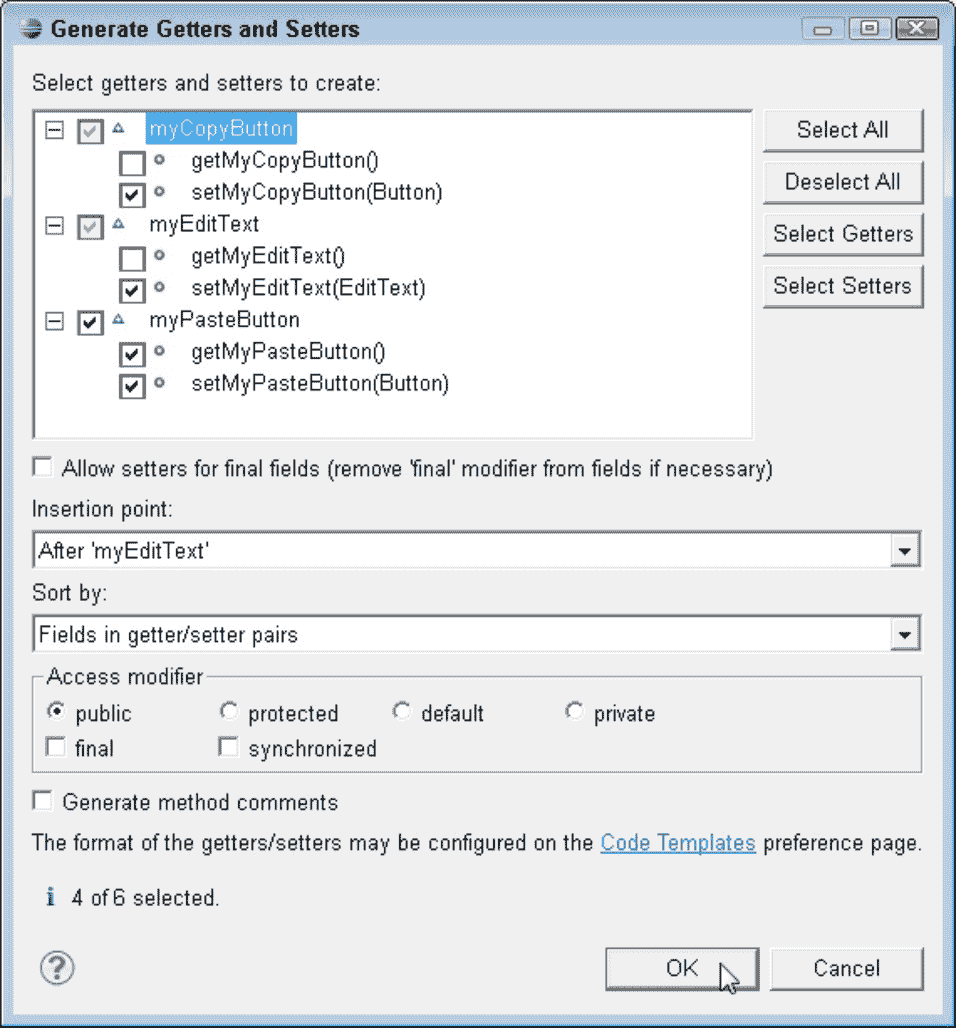 Generate Getters and Setters
Select getters and setters to create:
myCopyButton
getMyCopyButton()
setMyCopyButton(Button)
myEditText
getMyEditText()
setMyEditText(EditText)
myPasteButton
getMyPasteButton()
setMyPasteButton(Button)
Select All
Deselect All
Select Getters
Select Setters
Allow setters for final fields (remove 'final' modifier from fields if necessary)
Insertion point:
After 'myEditText'
Sort by:
Fields in getter/setter pairs
Access modifier
public protected default private
final synchronized
Generate method comments
The format of the getters/setters may be configured on the Code Templates preference page.
i 4 of 6 selected.
? OK Cancel